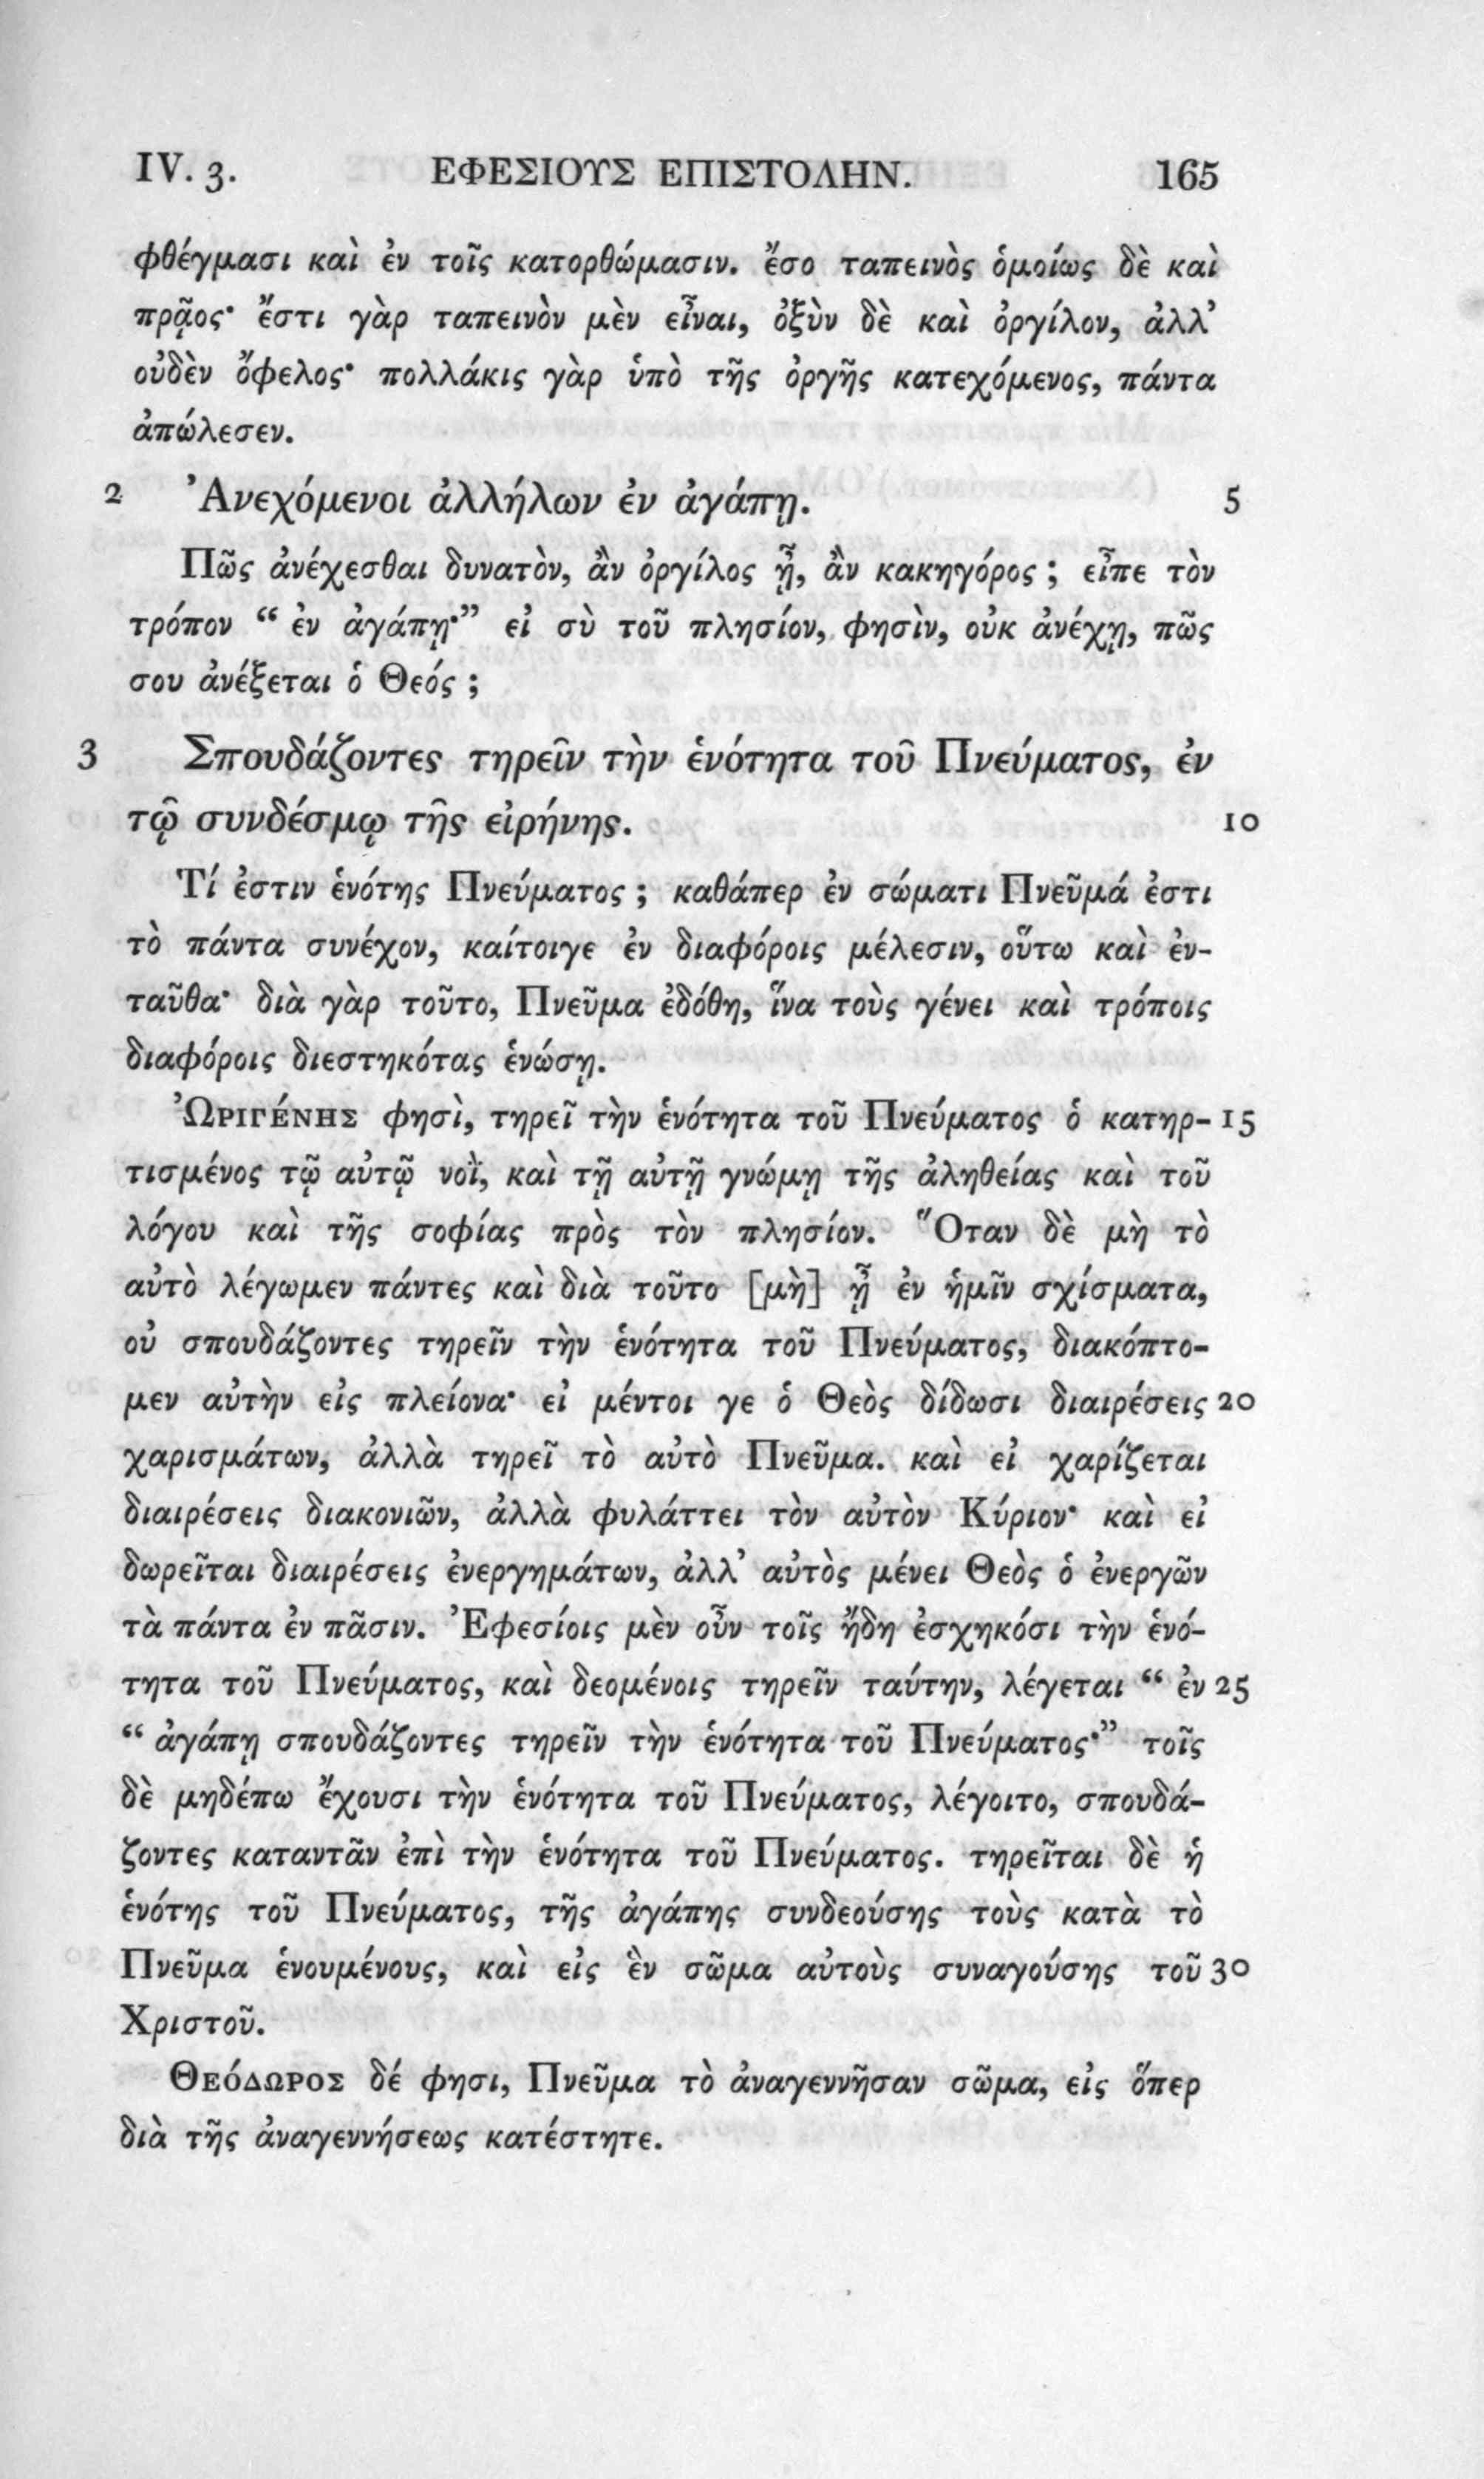 IV. 3. ΕΦΕΣΙΟΥΣ ΕΠΙΣΤΟΛΗΝ. 165
φθέγμασι καὶ ἐν τοῖς κατορθώμασιν. ἔσο ταπεινὸς ὁμοίως δὲ καὶ
πρᾷος· ἔστι γὰρ ταπεινὸν μὲν εἶναι, ὀξὺν δὲ καὶ ὀργίλον, ἀλλ’
οὐδὲν ὄφελος· πολλάκις γὰρ ὑπὸ τῆς ὀργῆς κατεχόμενος, πάντα
ἀπώλεσεν.
2 Ἀνεχόμενοι ἀλλήλων ἐν ἀγάπῃ. 5
Πῶς ἀνέχεσθαι δυνατὸν, ἂν ὀργίλος ᾖ, ἂν κακηγόρος ; εἶπε τὸν
τρόπον “ ἐν ἀγάπῃ·” εἰ σὺ τοῦ πλησίον, φησὶν, οὐκ ἀνέχῃ, πῶς
σου ἀνέξεται ὁ Θεός ;
3 Σπουδάζοντες τηρεῖν τὴν ἑνότητα τοῦ Πνεύματος, ἐν
τῷ συνδέσμῳ τῆς εἰρήνης. 10
Τί ἐστιν ἑνότης Πνεύματος ; καθάπερ ἐν σώματι Πνεῦμά ἐστι
τὸ πάντα συνέχον, καίτοιγε ἐν διαφόροις μέλεσιν, οὕτω καὶ ἐν-
ταῦθα· διὰ γὰρ τοῦτο, Πνεῦμα ἐδόθη, ἵνα τοὺς γένει καὶ τρόποις
διαφόροις διεστηκότας ἑνώσῃ.
ὨΡΙΓΈΝΗΣ φησὶ, τηρεῖ τὴν ἑνότητα τοῦ Πνεύματος ὁ κατηρ- 15
τισμένος τῷ αὐτῷ νοῒ, καὶ τῇ αὐτῇ γνώμῃ τῆς ἀληθείας καὶ τοῦ
λόγου καὶ τῆς σοφίας πρὸς τὸν πλησίον. Ὅταν δὲ μὴ τὸ
αὐτὸ λέγωμεν πάντες καὶ διὰ τοῦτο [μὴ] ᾖ ἐν ἡμῖν σχίσματα,
οὐ σπουδάζοντες τηρεῖν τὴν ἑνότητα τοῦ Πνεύματος, διακόπτο-
μεν αὐτὴν εἰς πλείονα· εἰ μέντοι γε ὁ Θεὸς δίδωσι διαιρέσεις 20
χαρισμάτων, ἀλλὰ τηρεῖ τὸ αὐτὸ Πνεῦμα. καὶ εἰ χαρίζεται
διαιρέσεις διακονιῶν, ἀλλὰ φυλάττει τὸν αὐτὸν Κύριον· καὶ εἰ
δωρεῖται διαιρέσεις ἐνεργημάτων, ἀλλ’ αὐτὸς μένει Θεὸς ὁ ἐνεργῶν
τὰ πάντα ἐν πᾶσιν. Ἐφεσίοις μὲν οὖν τοῖς ἤδη ἐσχηκόσι τὴν ἑνό-
τητα τοῦ Πνεύματος, καὶ δεομένοις τηρεῖν ταύτην, λέγεται “ ἐν 25
“ ἀγάπῃ σπουδάζοντες τηρεῖν τὴν ἑνότητα τοῦ Πνεύματος·” τοῖς
δὲ μηδέπω ἔχουσι τὴν ἑνότητα τοῦ Πνεύματος, λέγοιτο, σπουδά-
ζοντες καταντᾶν ἐπὶ τὴν ἑνότητα τοῦ Πνεύματος. τηρεῖται δὲ ἡ
ἑνότης τοῦ Πνεύματος, τῆς ἀγάπης συνδεούσης τοὺς κατὰ τὸ
Πνεῦμα ἑνουμένους, καὶ εἰς ἓν σῶμα αὐτοὺς συναγούσης τοῦ 30
Χριστοῦ.
ΘΕΌΔΩΡΟΣ δέ φησι, Πνεῦμα τὸ ἀναγεννῆσαν σῶμα, εἰς ὅπερ
διὰ τῆς ἀναγεννήσεως κατέστητε.